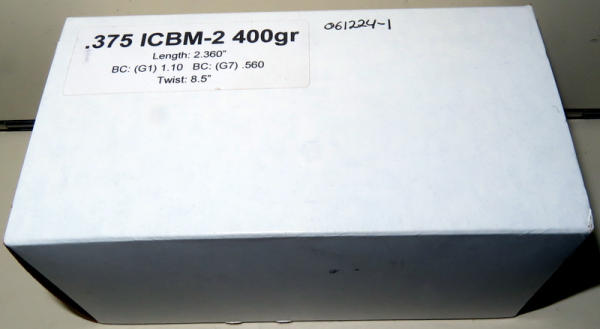 .375 ICBM-2 400gr
Length: 2.360"
BC: (G1) 1.10 BC: (G7) .560
Twist: 8.5"
061224-1